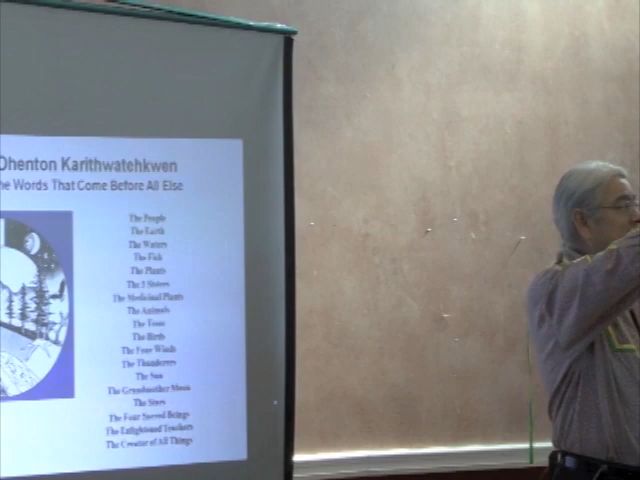 Ohenton Karithwatehkwen
he Words That Come Before All Else
The People
The Earth
The Waters
The Fish
The Plants
The 3 Sisters
The Medicinal Plants
The Animals
The Trees
The Birds
The Four Winds
The Thunderers
The Sun
The Grandmother Moon
The Stars
The Four Sacred Beings
The Enlightened Teachers
The Creator of All Things